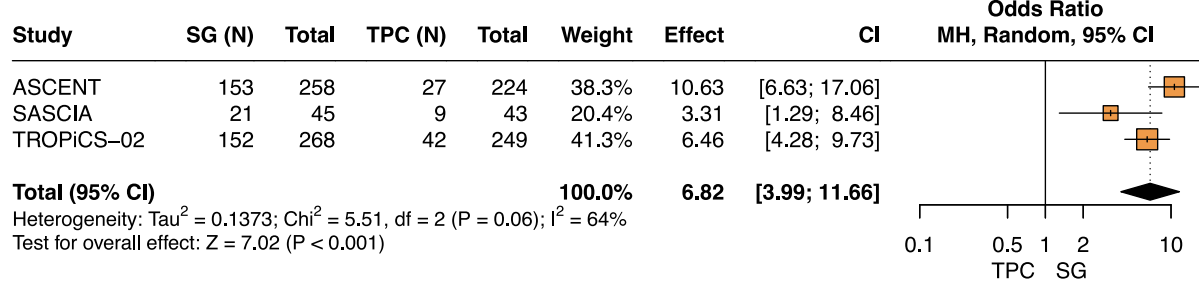 Odds Ratio
Study SG (N) Total TPC (N) Total Weight Effect CI MH, Random, 95% CI
ASCENT 153 258 27 224 38.3% 10.63 [6.63; 17.06]
SASCIA 21 45 9 43 20.4% 3.31 [1.29; 8.46]
TROPiCS−02 152 268 42 249 41.3% 6.46 [4.28; 9.73]
Total (95% CI) 100.0% 6.82 [3.99; 11.66]
Heterogeneity: Tau² = 0.1373; Chi² = 5.51, df = 2 (P = 0.06); I² = 64%
Test for overall effect: Z = 7.02 (P < 0.001)
0.1 0.5 1 2 10
TPC SG